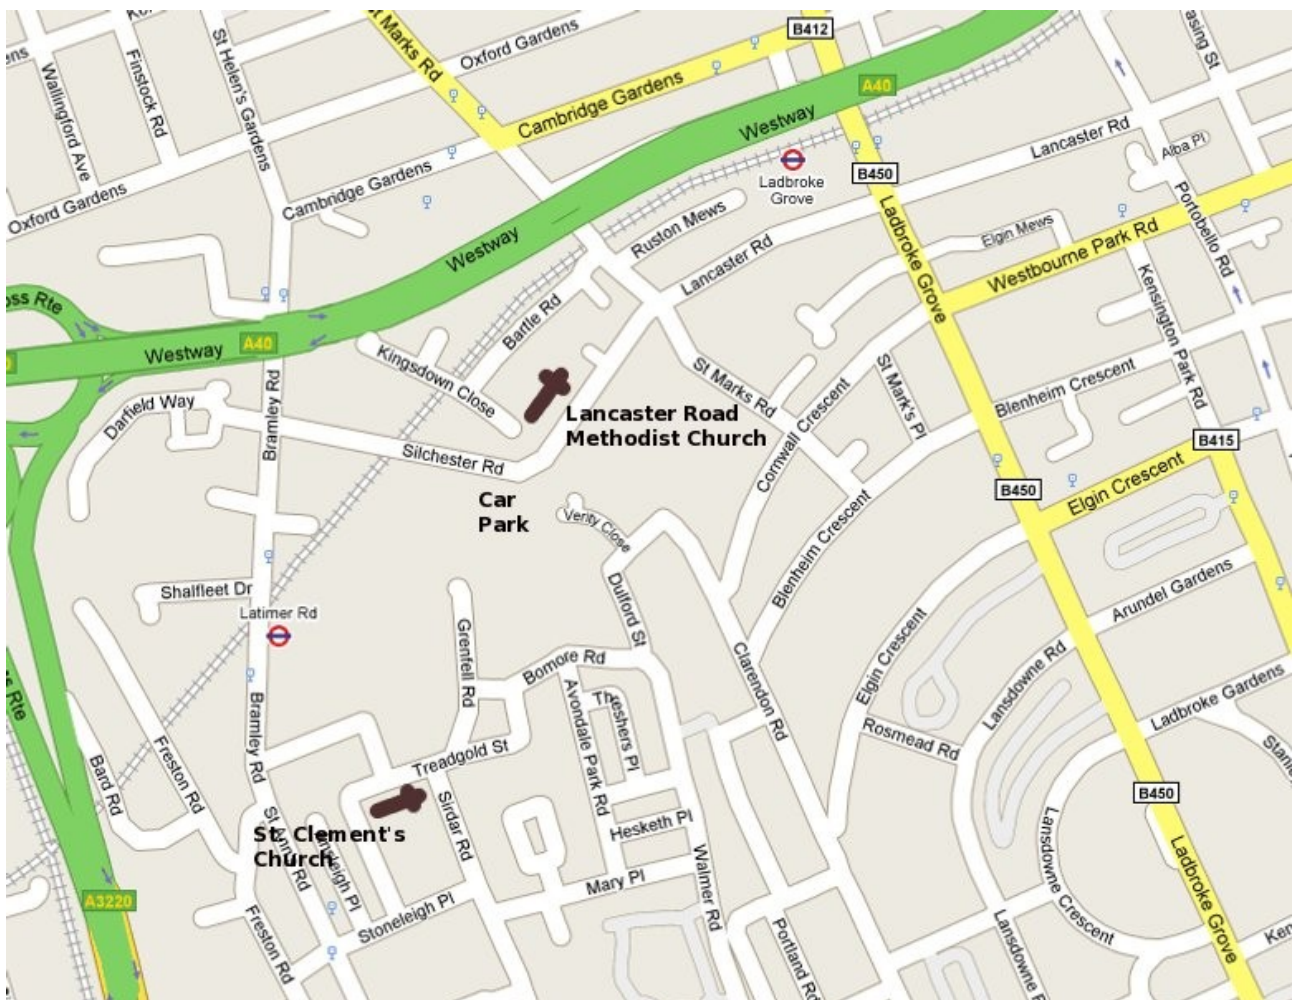 St Marks Rd
Oxford Gardens
B412
Wallingford Ave
Finstock Rd
St Helen's Gardens
Cambridge Gardens
Westway
A40
Lancaster Rd
Alba Pl
Ladbroke
Grove
B450
Oxford Gardens
Cambridge Gardens
Ruston Mews
Portobello Rd
Westway
Lancaster Rd
Ladbroke Grove
Elgin Mews
Westbourne Park Rd
Kensington Park Rd
Bartle Rd
Westway
A40
Kingsdown Close
St Marks Rd
St Mark's Pl
Blenheim Crescent
Darfield Way
Bramley Rd
Lancaster Road
Methodist Church
Cornwall Crescent
B415
Silchester Rd
Elgin Crescent
B450
Car
Park
Verity Close
Blenheim Crescent
Shalfleet Dr
Latimer Rd
Dulford St
Arundel Gardens
Grenfell Rd
Bomore Rd
Clarendon Rd
Elgin Crescent
Lansdowne Rd
Ladbroke Gardens
Avondale Park Rd
Threshers Pl
Rosmead Rd
Bramley Rd
Freston Rd
Bard Rd
Treadgold St
Sirdar Rd
B450
St. Clement's
Church
St Ann's Rd
Hesketh Pl
Walmer Rd
Lansdowne Crescent
Ladbroke Grove
A3220
Mary Pl
Stoneleigh Pl
Freston Rd
Portland Rd